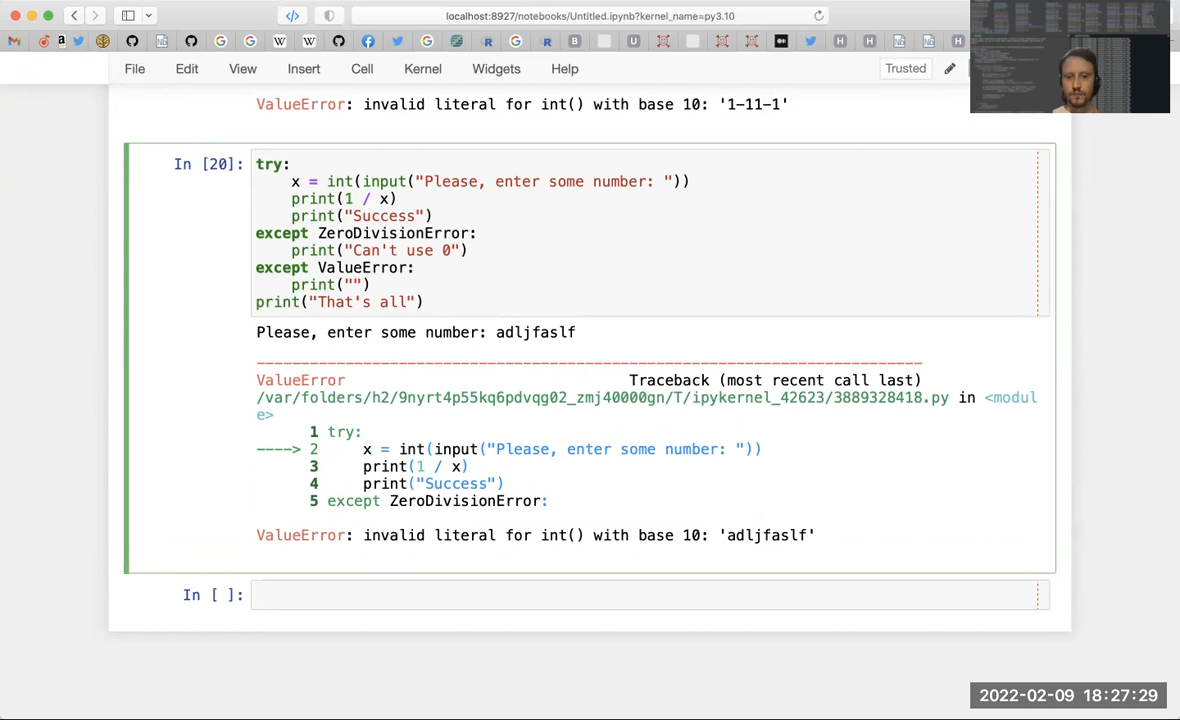 localhost:8927/notebooks/Untitled.ipynb?kernel_name=py3.10
File Edit View Insert Cell Kernel Widgets Help Trusted
ValueError: invalid literal for int() with base 10: '1-11-1'
In [20]: try:
x = int(input("Please, enter some number: "))
print(1 / x)
print("Success")
except ZeroDivisionError:
print("Can't use 0")
except ValueError:
print("")
print("That's all")
Please, enter some number: adljfaslf
---------------------------------------------------------------------------
ValueError Traceback (most recent call last)
/var/folders/h2/9nyrt4p55kq6pdvqg02_zmj40000gn/T/ipykernel_42623/3889328418.py in <modul
e>
1 try:
----> 2 x = int(input("Please, enter some number: "))
3 print(1 / x)
4 print("Success")
5 except ZeroDivisionError:
ValueError: invalid literal for int() with base 10: 'adljfaslf'
In [ ]:
2022-02-09 18:27:29